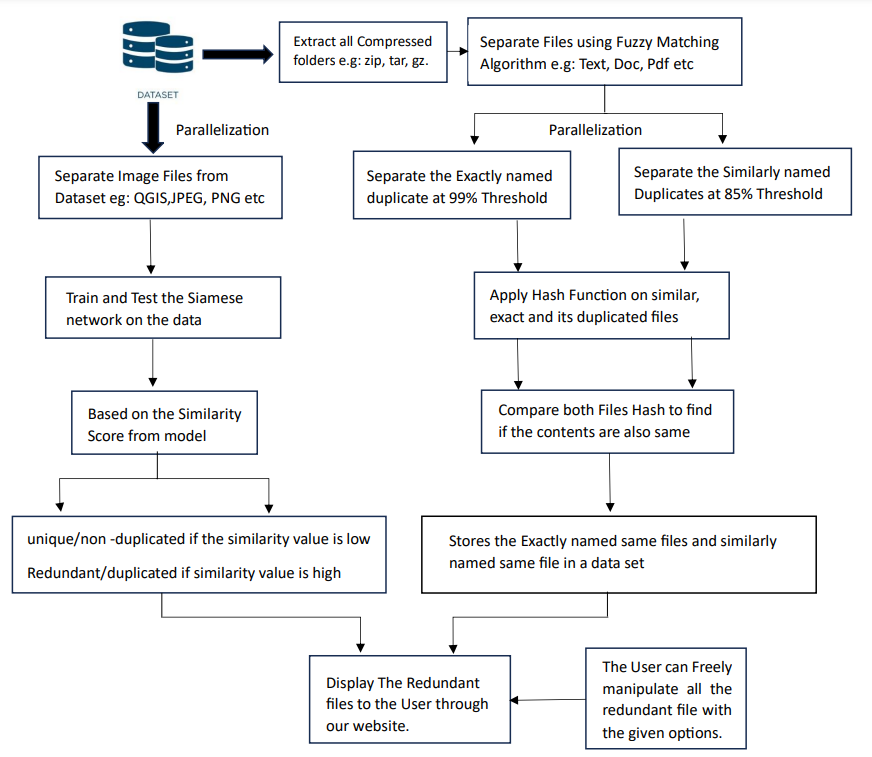 DATASET
Extract all Compressed
folders e.g: zip, tar, gz.
Separate Files using Fuzzy Matching
Algorithm e.g: Text, Doc, Pdf etc
Parallelization
Parallelization
Separate Image Files from
Dataset eg: QGIS,JPEG, PNG etc
Separate the Exactly named
duplicate at 99% Threshold
Separate the Similarly named
Duplicates at 85% Threshold
Train and Test the Siamese
network on the data
Apply Hash Function on similar,
exact and its duplicated files
Based on the Similarity
Score from model
Compare both Files Hash to find
if the contents are also same
unique/non -duplicated if the similarity value is low
Redundant/duplicated if similarity value is high
Stores the Exactly named same files and similarly
named same file in a data set
Display The Redundant
files to the User through
our website.
The User can Freely
manipulate all the
redundant file with
the given options.